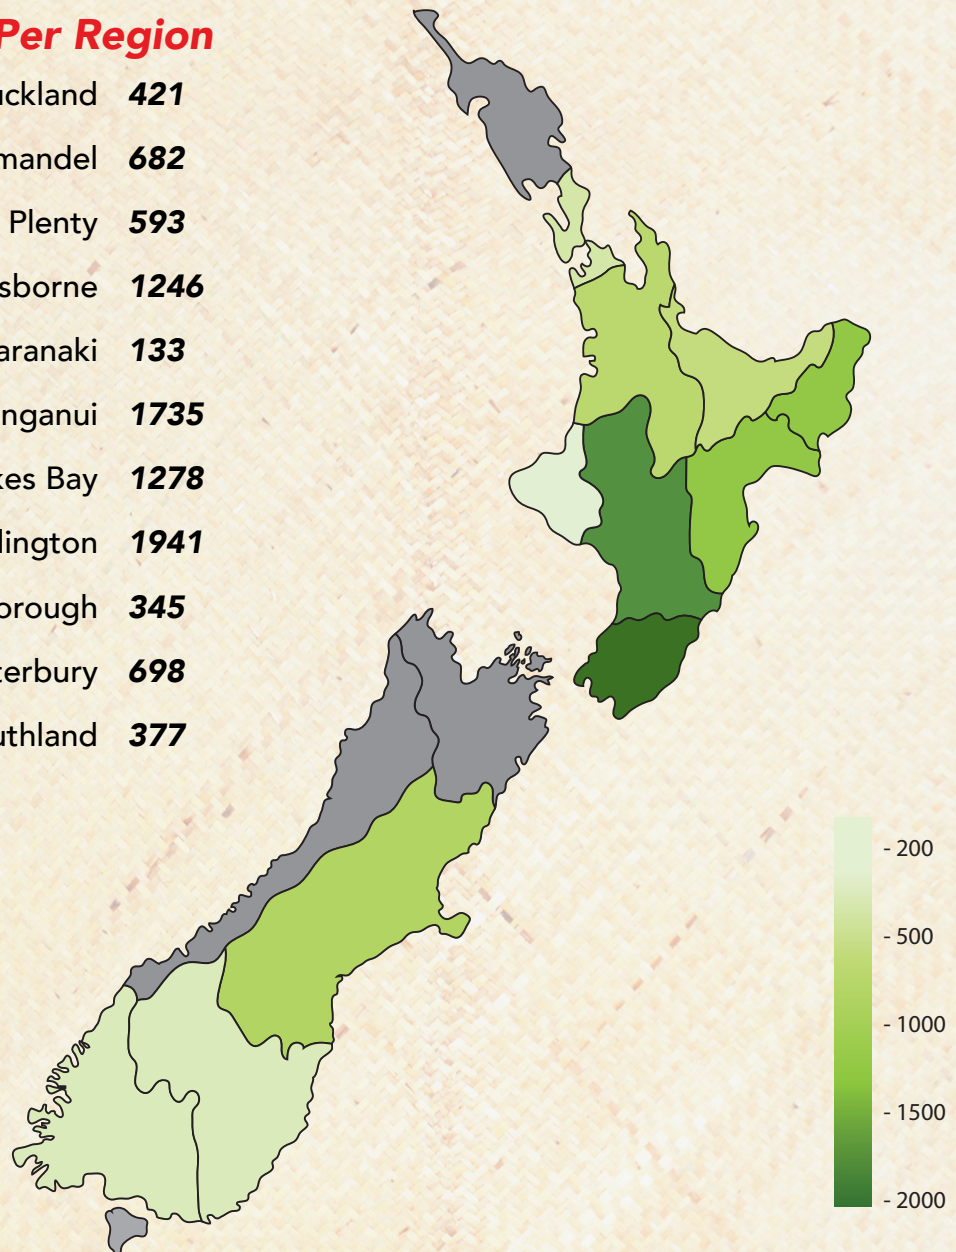 Per Region
uckland 421
mandel 682
Plenty 593
sborne 1246
aranaki 133
nganui 1735
kes Bay 1278
lington 1941
orough 345
terbury 698
uthland 377
- 200
- 500
- 1000
- 1500
- 2000